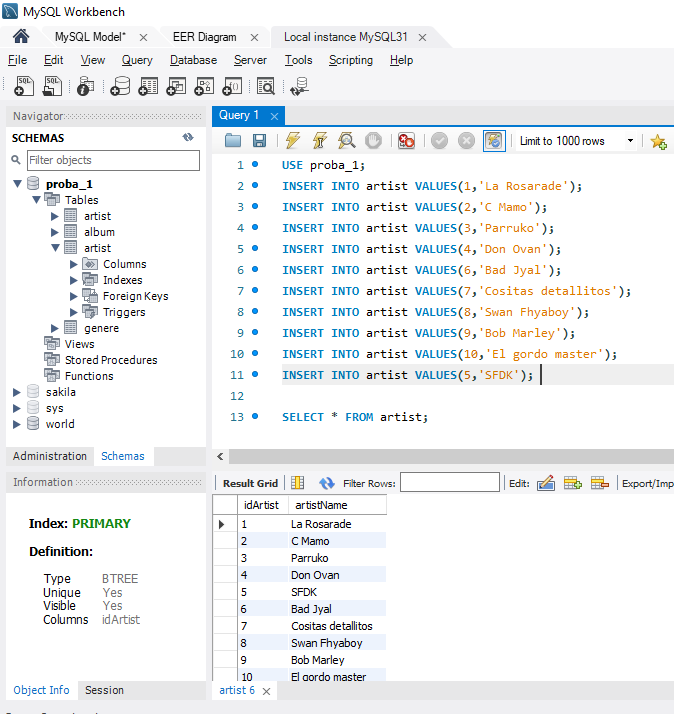 MySQL Workbench
MySQL Model* × EER Diagram × Local instance MySQL31 ×
File Edit View Query Database Server Tools Scripting Help
Navigator
SCHEMAS
Filter objects
proba_1
Tables
artist
album
artist
Columns
Indexes
Foreign Keys
Triggers
genere
Views
Stored Procedures
Functions
sakila
sys
world
Administration Schemas
Information
Index: PRIMARY
Definition:
Type BTREE
Unique Yes
Visible Yes
Columns idArtist
Object Info Session
Query 1 ×
Limit to 1000 rows
1 USE proba_1;
2 INSERT INTO artist VALUES(1,'La Rosarade');
3 INSERT INTO artist VALUES(2,'C Mamo');
4 INSERT INTO artist VALUES(3,'Parruko');
5 INSERT INTO artist VALUES(4,'Don Ovan');
6 INSERT INTO artist VALUES(6,'Bad Jyal');
7 INSERT INTO artist VALUES(7,'Cositas detallitos');
8 INSERT INTO artist VALUES(8,'Swan Fhyaboy');
9 INSERT INTO artist VALUES(9,'Bob Marley');
10 INSERT INTO artist VALUES(10,'El gordo master');
11 INSERT INTO artist VALUES(5,'SFDK');
12
13 SELECT * FROM artist;
Result Grid Filter Rows: Edit: Export/Imp
idArtist artistName
1 La Rosarade
2 C Mamo
3 Parruko
4 Don Ovan
5 SFDK
6 Bad Jyal
7 Cositas detallitos
8 Swan Fhyaboy
9 Bob Marley
10 El gordo master
artist 6 ×